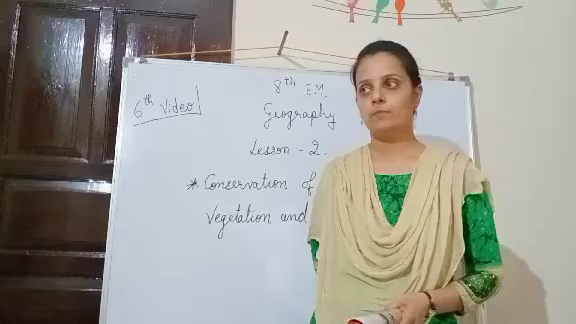 6th Video
8th E.M.
Geography
Lesson - 2.
* Conservation of
Vegetation and